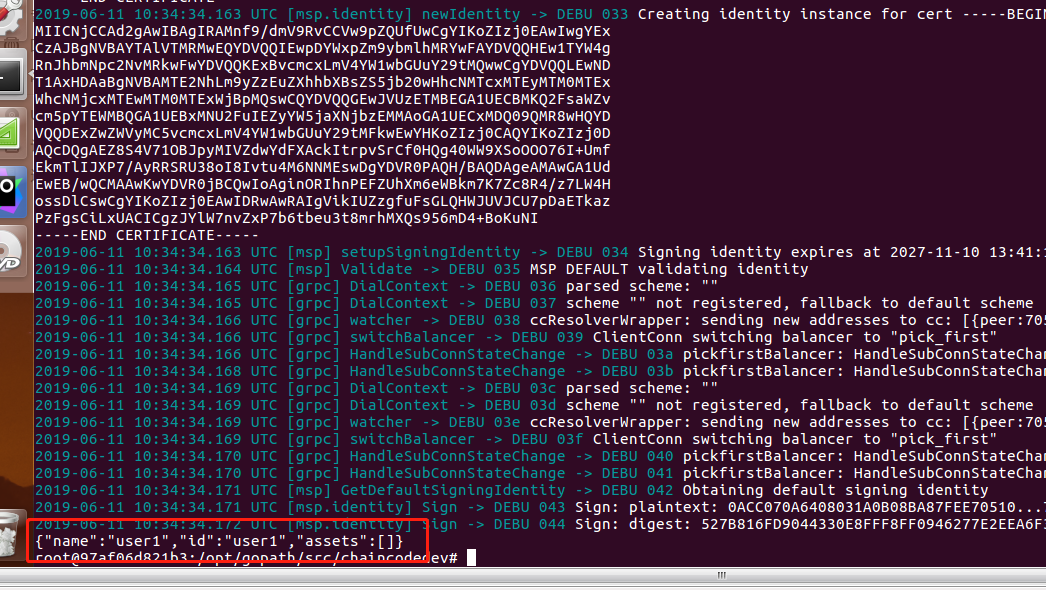 -----END CERTIFICATE-----
2019-06-11 10:34:34.163 UTC [msp.identity] newIdentity -> DEBU 033 Creating identity instance for cert -----BEGIN
MIICNjCCAd2gAwIBAgIRAMnf9/dmV9RvCCVw9pZQUfUwCgYIKoZIzj0EAwIwgYEx
CzAJBgNVBAYTAlVTMRMwEQYDVQQIEwpDYWxpZm9ybmlhMRYwFAYDVQQHEw1TYW4g
RnJhbmNpc2NvMRkwFwYDVQQKExBvcmcxLmV4YW1wbGUuY29tMQwwCgYDVQQLEwND
T1AxHDAaBgNVBAMTE2NhLm9yZzEuZXhhbXBsZS5jb20wHhcNMTcxMTEyMTM0MTEx
WhcNMjcxMTEwMTM0MTExWjBpMQswCQYDVQQGEwJVUzETMBEGA1UECBMKQ2FsaWZv
cm5pYTEWMBQGA1UEBxMNU2FuIEZyYW5jaXNjbzEMMAoGA1UECxMDQ09QMR8wHQYD
VQQDExZwZWVyMC5vcmcxLmV4YW1wbGUuY29tMFkwEwYHKoZIzj0CAQYIKoZIzj0D
AQcDQgAEZ8S4V71OBJpyMIVZdwYdFXAckItrpvSrCf0HQg40WW9XSoOOO76I+Umf
EkmTlIJXP7/AyRRSRU38oI8Ivtu4M6NNMEswDgYDVR0PAQH/BAQDAgeAMAwGA1Ud
EwEB/wQCMAAwKwYDVR0jBCQwIoAginORIhnPEFZUhXm6eWBkm7K7Zc8R4/z7LW4H
ossDlCswCgYIKoZIzj0EAwIDRwAwRAIgVikIUZzgfuFsGLQHWJUVJCU7pDaETkaz
PzFgsCiLxUACICgzJYlW7nvZxP7b6tbeu3t8mrhMXQs956mD4+BoKuNI
-----END CERTIFICATE-----
2019-06-11 10:34:34.163 UTC [msp] setupSigningIdentity -> DEBU 034 Signing identity expires at 2027-11-10 13:41:1
2019-06-11 10:34:34.164 UTC [msp] Validate -> DEBU 035 MSP DEFAULT validating identity
2019-06-11 10:34:34.165 UTC [grpc] DialContext -> DEBU 036 parsed scheme: ""
2019-06-11 10:34:34.165 UTC [grpc] DialContext -> DEBU 037 scheme "" not registered, fallback to default scheme
2019-06-11 10:34:34.166 UTC [grpc] watcher -> DEBU 038 ccResolverWrapper: sending new addresses to cc: [{peer:705
2019-06-11 10:34:34.166 UTC [grpc] switchBalancer -> DEBU 039 ClientConn switching balancer to "pick_first"
2019-06-11 10:34:34.166 UTC [grpc] HandleSubConnStateChange -> DEBU 03a pickfirstBalancer: HandleSubConnStateChan
2019-06-11 10:34:34.168 UTC [grpc] HandleSubConnStateChange -> DEBU 03b pickfirstBalancer: HandleSubConnStateChan
2019-06-11 10:34:34.169 UTC [grpc] DialContext -> DEBU 03c parsed scheme: ""
2019-06-11 10:34:34.169 UTC [grpc] DialContext -> DEBU 03d scheme "" not registered, fallback to default scheme
2019-06-11 10:34:34.169 UTC [grpc] watcher -> DEBU 03e ccResolverWrapper: sending new addresses to cc: [{peer:705
2019-06-11 10:34:34.169 UTC [grpc] switchBalancer -> DEBU 03f ClientConn switching balancer to "pick_first"
2019-06-11 10:34:34.170 UTC [grpc] HandleSubConnStateChange -> DEBU 040 pickfirstBalancer: HandleSubConnStateChan
2019-06-11 10:34:34.170 UTC [grpc] HandleSubConnStateChange -> DEBU 041 pickfirstBalancer: HandleSubConnStateChan
2019-06-11 10:34:34.171 UTC [msp] GetDefaultSigningIdentity -> DEBU 042 Obtaining default signing identity
2019-06-11 10:34:34.171 UTC [msp.identity] Sign -> DEBU 043 Sign: plaintext: 0ACC070A6408031A0B08BA87FEE70510...7
2019-06-11 10:34:34.172 UTC [msp.identity] Sign -> DEBU 044 Sign: digest: 527B816FD9044330E8FFF8FF0946277E2EEA6F3
{"name":"user1","id":"user1","assets":[]}
root@97af06d821b3:/opt/gopath/src/chaincodedev#